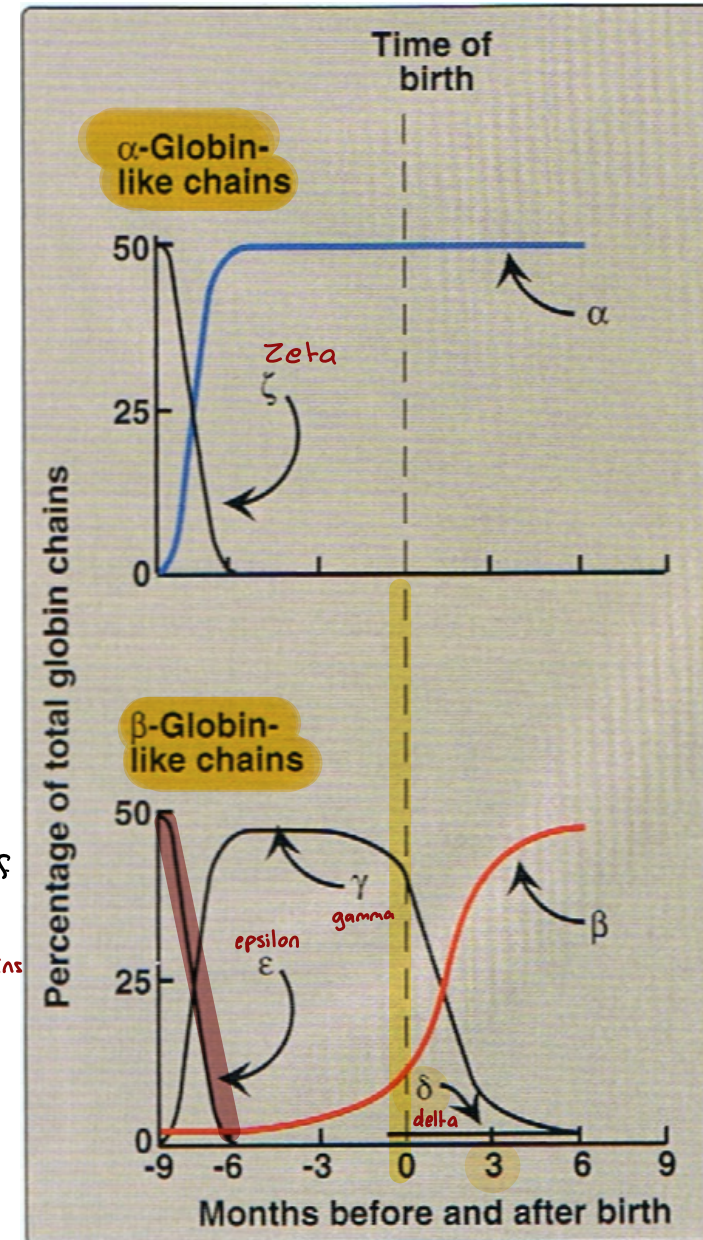 Time of
birth
α-Globin-
like chains
50
α
Zeta
ζ
25
0
Percentage of total globin chains
β-Globin-
like chains
50
ς
γ
gamma
epsilon
β
ins
ε
25
δ
delta
0
-9 -6 -3 0 3 6 9
Months before and after birth